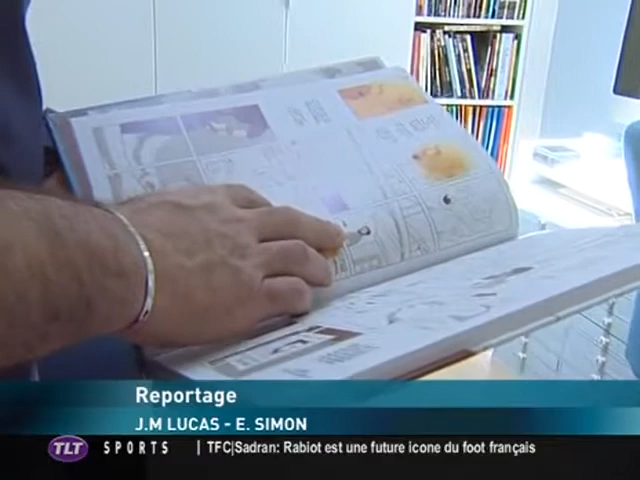 Reportage
J.M LUCAS - E. SIMON
TLT SPORTS | TFC|Sadran: Rabiot est une future icone du foot français